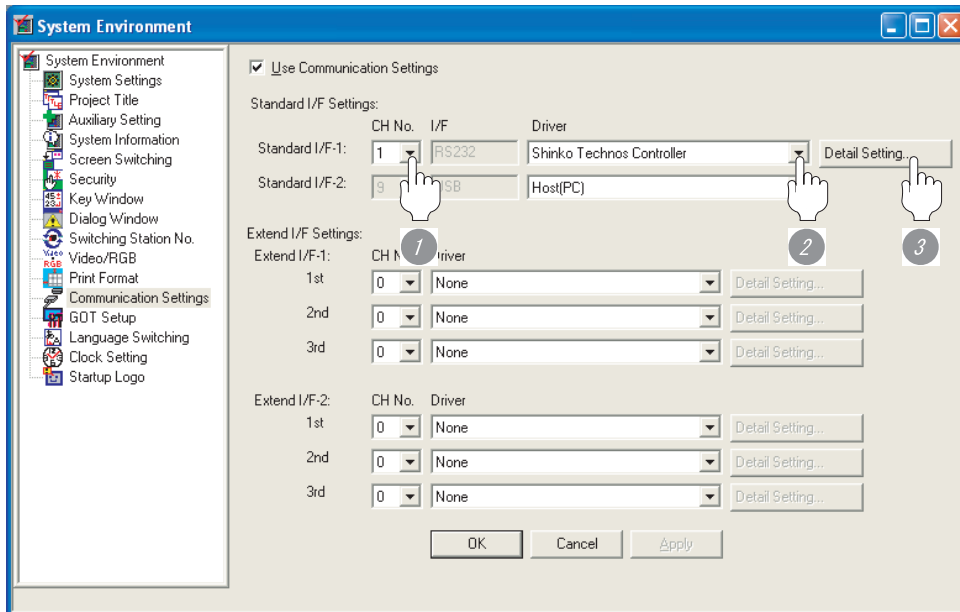 System Environment
System Environment
System Settings
Project Title
Auxiliary Setting
System Information
Screen Switching
Security
Key Window
Dialog Window
Switching Station No.
Video/RGB
Print Format
Communication Settings
GOT Setup
Language Switching
Clock Setting
Startup Logo
Use Communication Settings
Standard I/F Settings:
CH No. I/F Driver
Standard I/F-1: 1 RS232 Shinko Technos Controller Detail Setting...
Standard I/F-2: 9 Host(PC)
1 2 3
Extend I/F Settings:
Extend I/F-1: Driver
1st 0 None Detail Setting...
2nd 0 None Detail Setting...
3rd 0 None Detail Setting...
Extend I/F-2: CH No. Driver
1st 0 None Detail Setting...
2nd 0 None Detail Setting...
3rd 0 None Detail Setting...
OK Cancel Apply